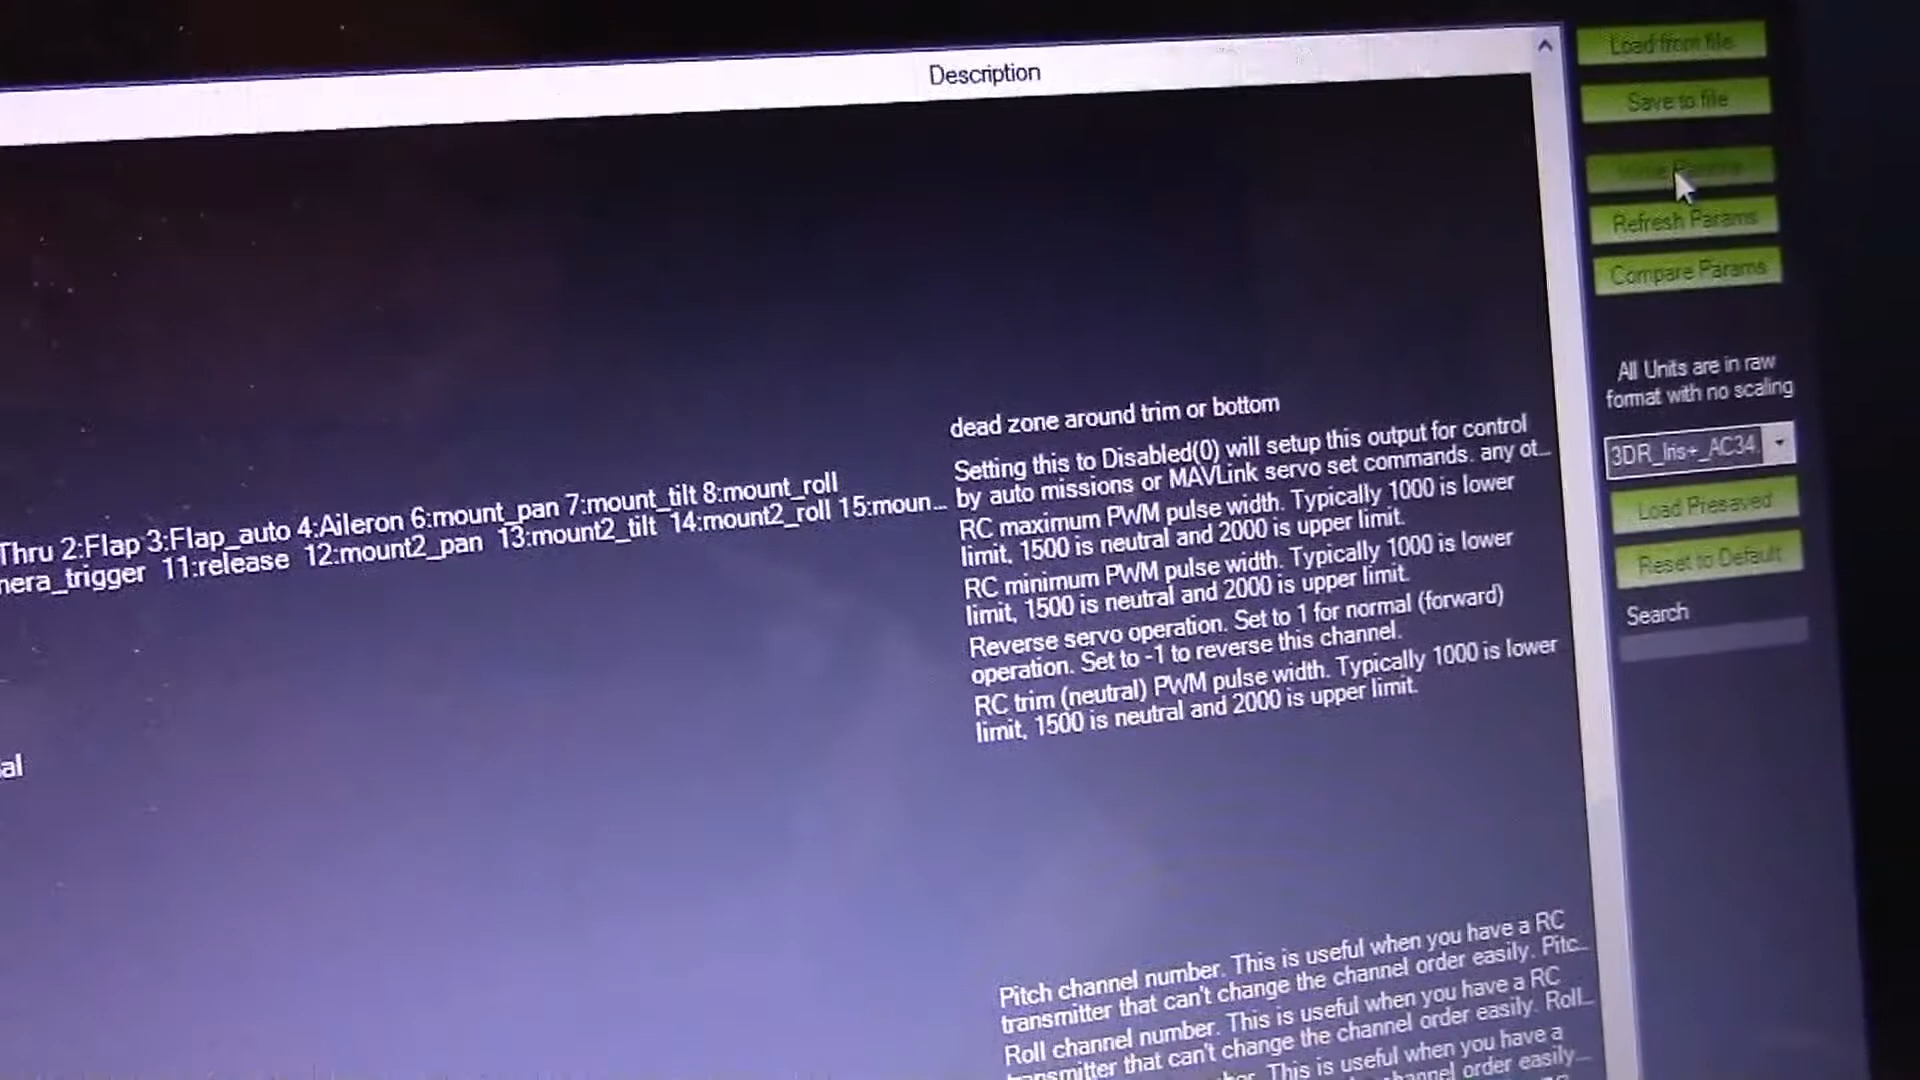 Description
Load from file
Save to file
Refresh Params
Compare Params
All Units are in raw
format with no scaling
3DR_Iris+_AC34
Load Presaved
Reset to Default
Search
dead zone around trim or bottom
Thru 2:Flap 3:Flap_auto 4:Aileron 6:mount_pan 7:mount_tilt 8:mount_roll
nera_trigger 11:release 12:mount2_pan 13:mount2_tilt 14:mount2_roll 15:moun...
Setting this to Disabled(0) will setup this output for control
by auto missions or MAVLink servo set commands. any ot...
RC maximum PWM pulse width. Typically 1000 is lower
limit, 1500 is neutral and 2000 is upper limit.
RC minimum PWM pulse width. Typically 1000 is lower
limit, 1500 is neutral and 2000 is upper limit.
Reverse servo operation. Set to 1 for normal (forward)
operation. Set to -1 to reverse this channel.
RC trim (neutral) PWM pulse width. Typically 1000 is lower
limit, 1500 is neutral and 2000 is upper limit.
al
Pitch channel number. This is useful when you have a RC
transmitter that can't change the channel order easily. Pitc...
Roll channel number. This is useful when you have a RC
transmitter that can't change the channel order easily. Roll...
This is useful when you have a
channel order easily...